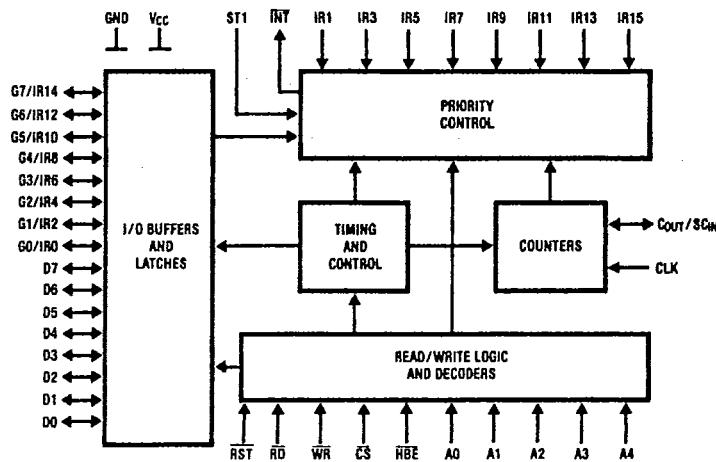 GND VCC ST1 INT IR1 IR3 IR5 IR7 IR9 IR11 IR13 IR15
G7/IR14
G6/IR12
G5/IR10
G4/IR8
G3/IR6
G2/IR4
G1/IR2
G0/IR0
D7
D6
D5
D4
D3
D2
D1
D0
I/O BUFFERS
AND
LATCHES
PRIORITY
CONTROL
TIMING
AND
CONTROL
COUNTERS
COUT/SCIN
CLK
READ/WRITE LOGIC
AND DECODERS
RST RD WR CS HBE A0 A1 A2 A3 A4